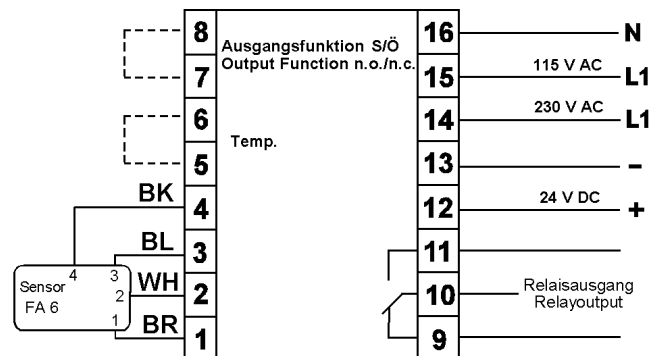 8
Ausgangsfunktion S/Ö
Output Function n.o./n.c.
16
N
7
15
115 V AC
L1
6
14
230 V AC
L1
Temp.
5
13
–
BK
4
12
24 V DC
+
BL
3
11
Sensor
FA 6
4
3
2
1
WH
2
10
Relaisausgang
Relayoutput
BR
1
9